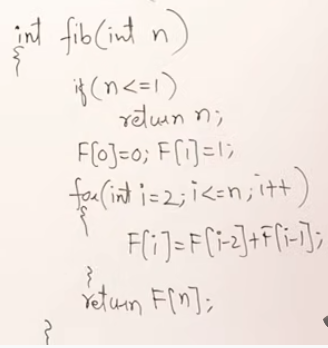 int fib(int n)
{
if(n<=1)
return n;
F[0]=0; F[1]=1;
for(int i=2; i<=n; i++)
{
F[i]=F[i-2]+F[i-1];
}
return F[n];
}